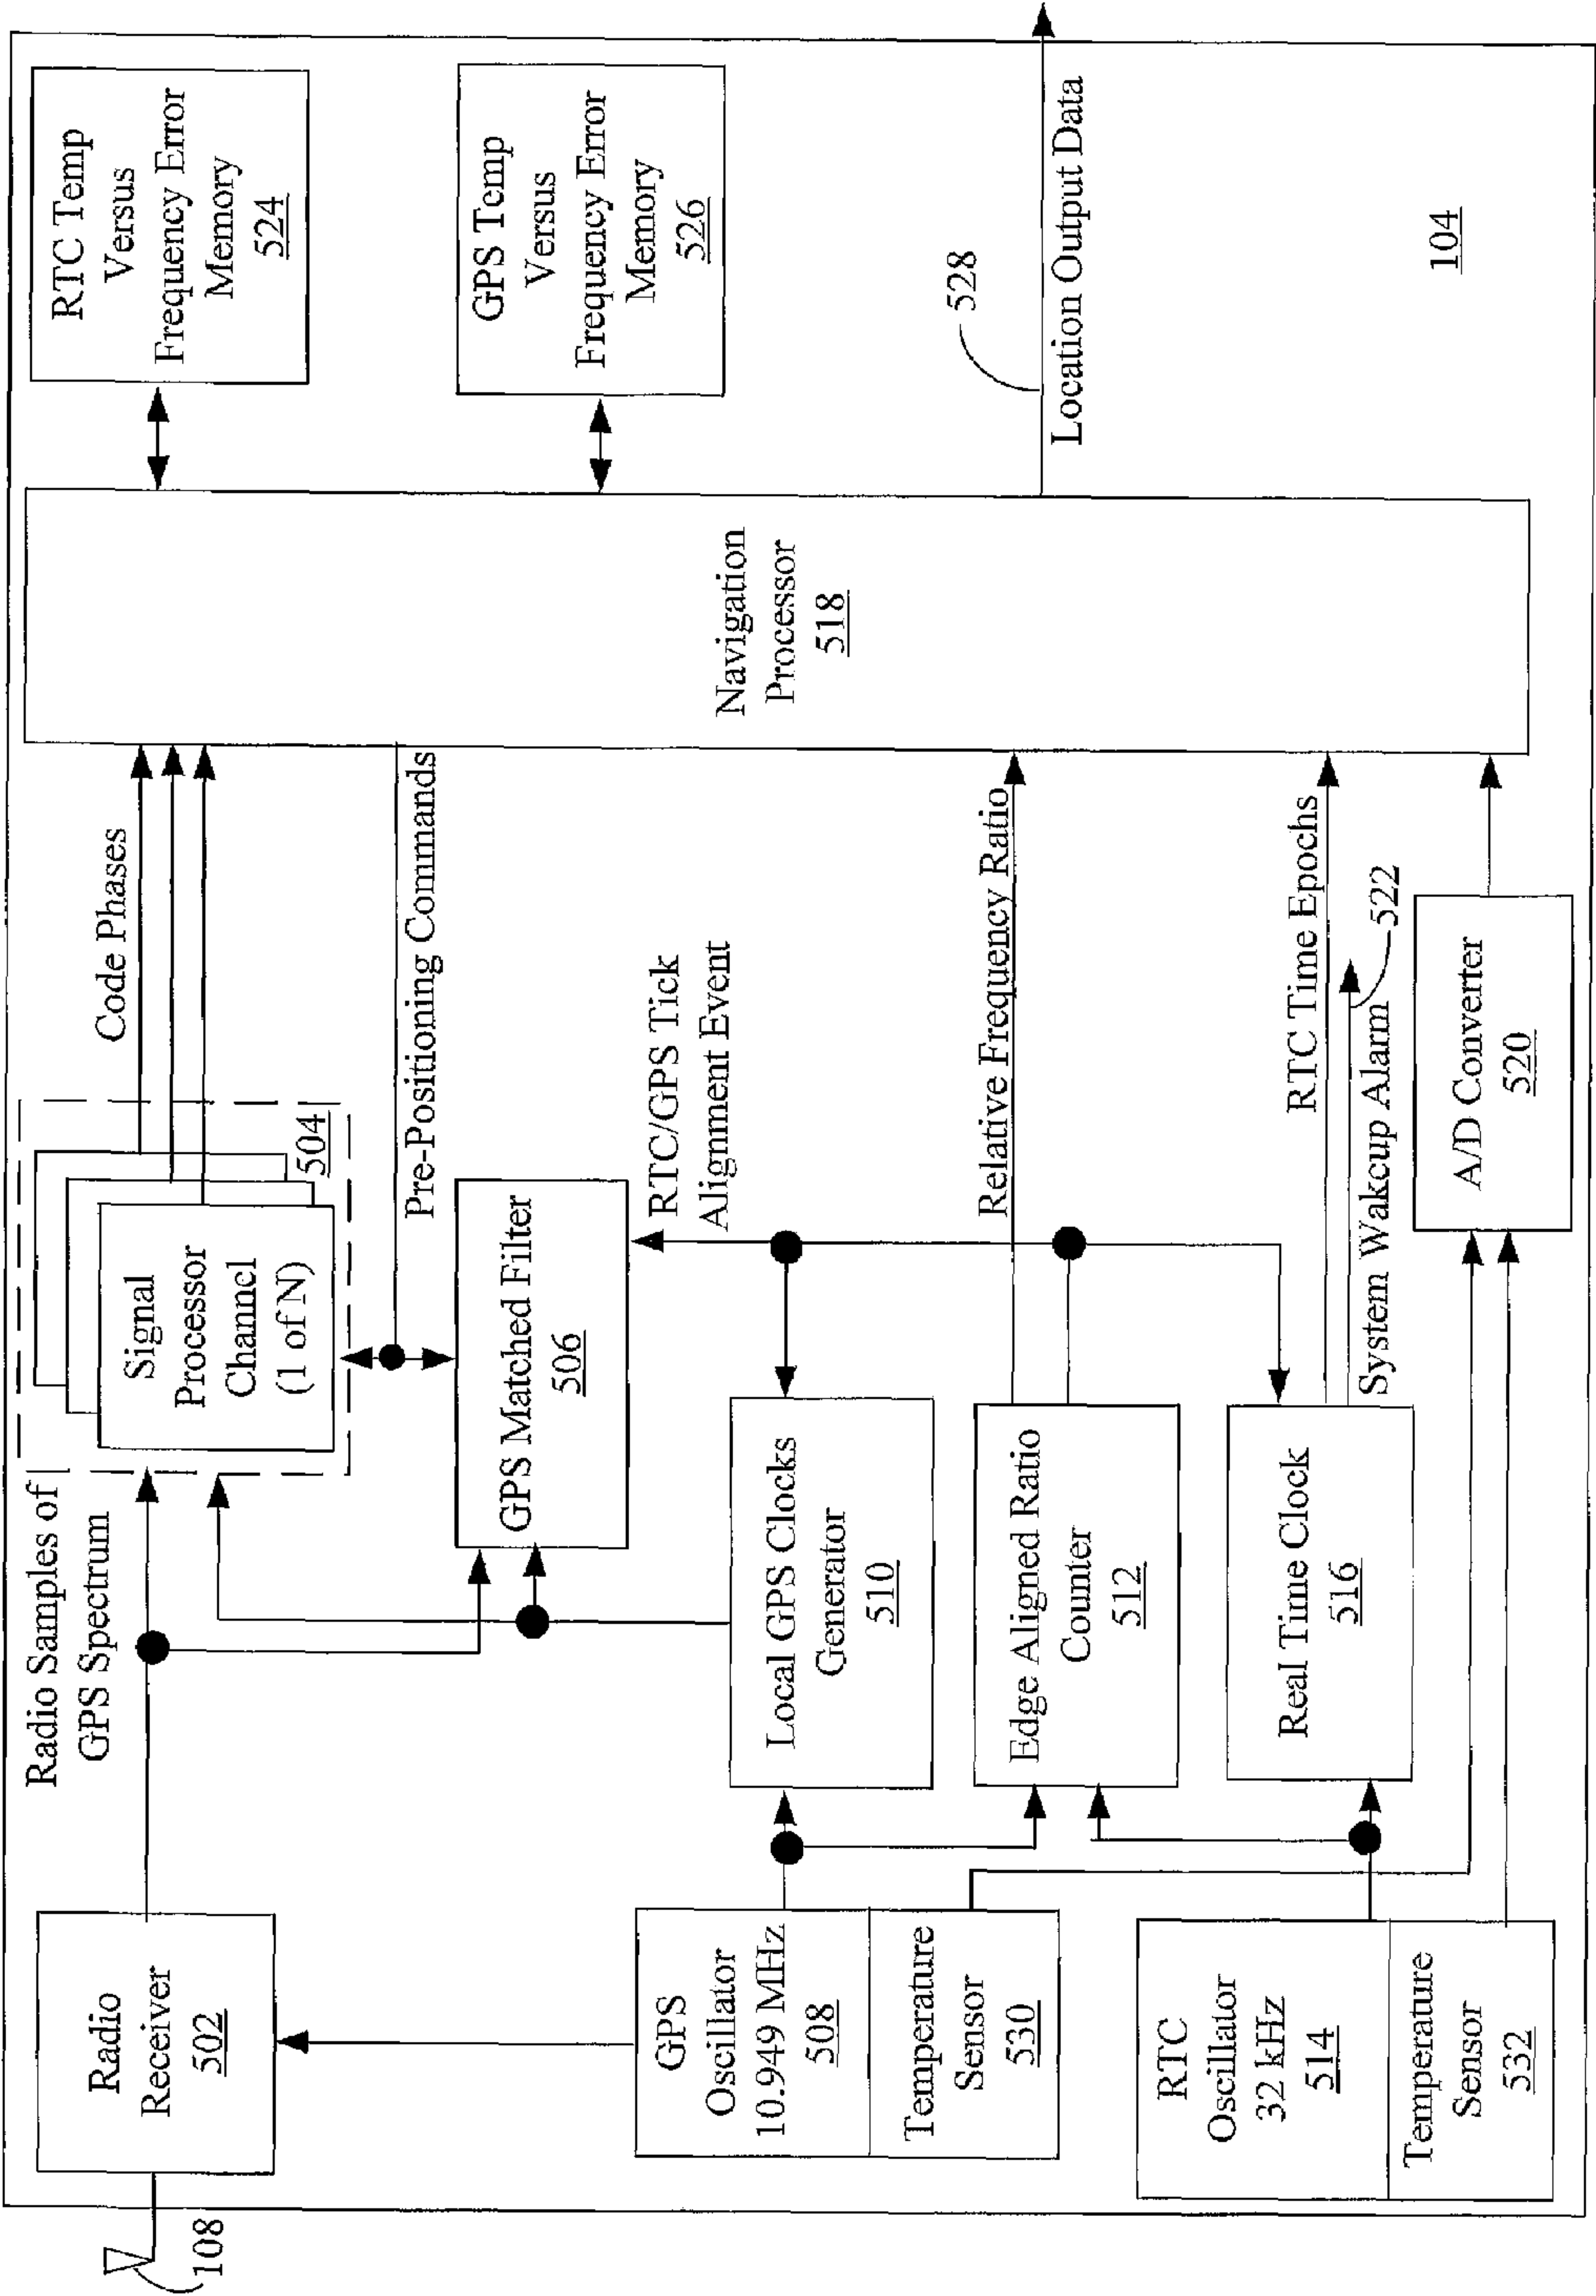 108
Radio
Receiver
502
Radio Samples of
GPS Spectrum
Signal
Processor
Channel
(1 of N)
504
Code Phases
Pre-Positioning Commands
GPS Matched Filter
506
RTC/GPS Tick
Alignment Event
GPS
Oscillator
10.949 MHz
508
Temperature
Sensor
530
Local GPS Clocks
Generator
510
Edge Aligned Ratio
Counter
512
Relative Frequency Ratio
RTC
Oscillator
32 kHz
514
Temperature
Sensor
532
Real Time Clock
516
RTC Time Epochs
System Wakeup Alarm
522
A/D Converter
520
Navigation
Processor
518
RTC Temp
Versus
Frequency Error
Memory
524
GPS Temp
Versus
Frequency Error
Memory
526
528
Location Output Data
104